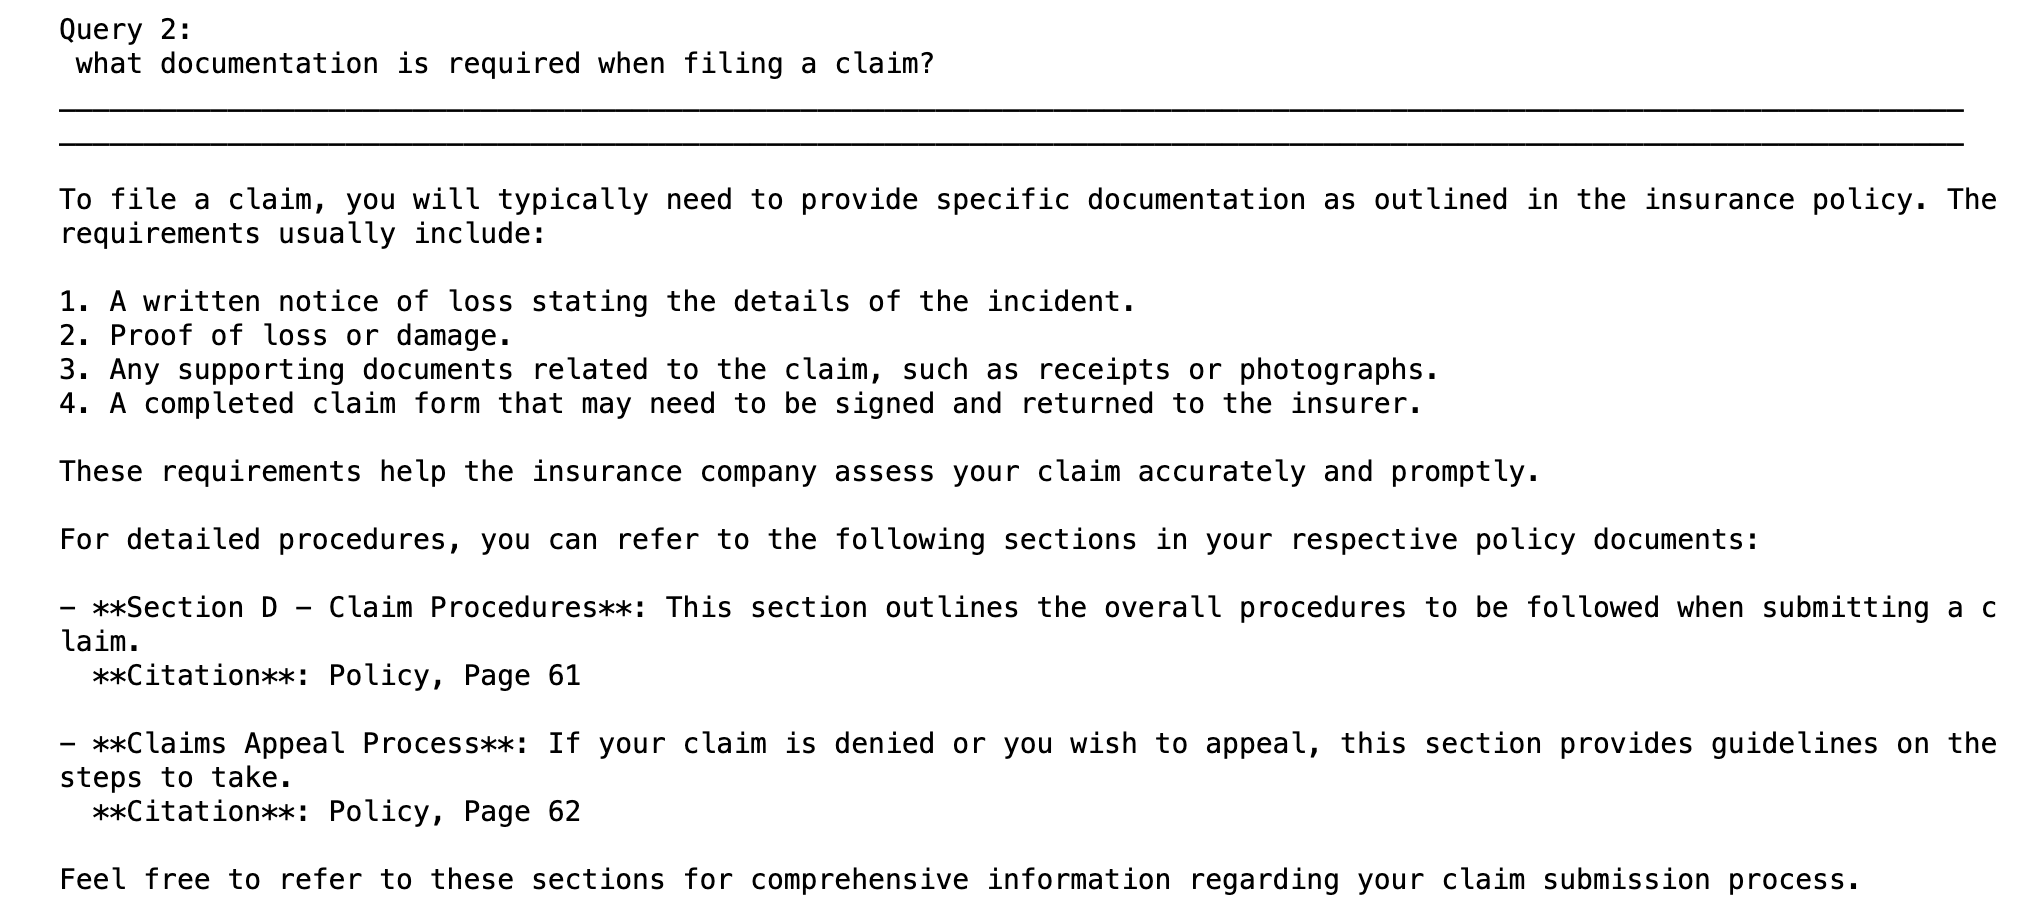 Query 2:
what documentation is required when filing a claim?
To file a claim, you will typically need to provide specific documentation as outlined in the insurance policy. The
requirements usually include:
1. A written notice of loss stating the details of the incident.
2. Proof of loss or damage.
3. Any supporting documents related to the claim, such as receipts or photographs.
4. A completed claim form that may need to be signed and returned to the insurer.
These requirements help the insurance company assess your claim accurately and promptly.
For detailed procedures, you can refer to the following sections in your respective policy documents:
– **Section D – Claim Procedures**: This section outlines the overall procedures to be followed when submitting a c
laim.
**Citation**: Policy, Page 61
– **Claims Appeal Process**: If your claim is denied or you wish to appeal, this section provides guidelines on the
steps to take.
**Citation**: Policy, Page 62
Feel free to refer to these sections for comprehensive information regarding your claim submission process.